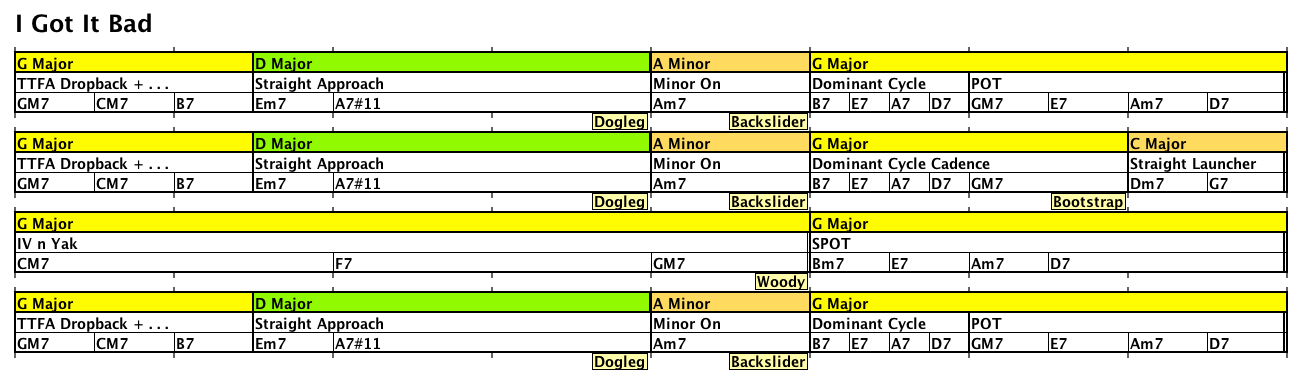 I Got It Bad
G Major D Major A Minor G Major
TTFA Dropback + . . . Straight Approach Minor On Dominant Cycle POT
GM7 CM7 B7 Em7 A7#11 Am7 B7 E7 A7 D7 GM7 E7 Am7 D7
Dogleg Backslider
G Major D Major A Minor G Major C Major
TTFA Dropback + . . . Straight Approach Minor On Dominant Cycle Cadence Straight Launcher
GM7 CM7 B7 Em7 A7#11 Am7 B7 E7 A7 D7 GM7 Dm7 G7
Dogleg Backslider Bootstrap
G Major G Major
IV n Yak SPOT
CM7 F7 GM7 Bm7 E7 Am7 D7
Woody
G Major D Major A Minor G Major
TTFA Dropback + . . . Straight Approach Minor On Dominant Cycle POT
GM7 CM7 B7 Em7 A7#11 Am7 B7 E7 A7 D7 GM7 E7 Am7 D7
Dogleg Backslider